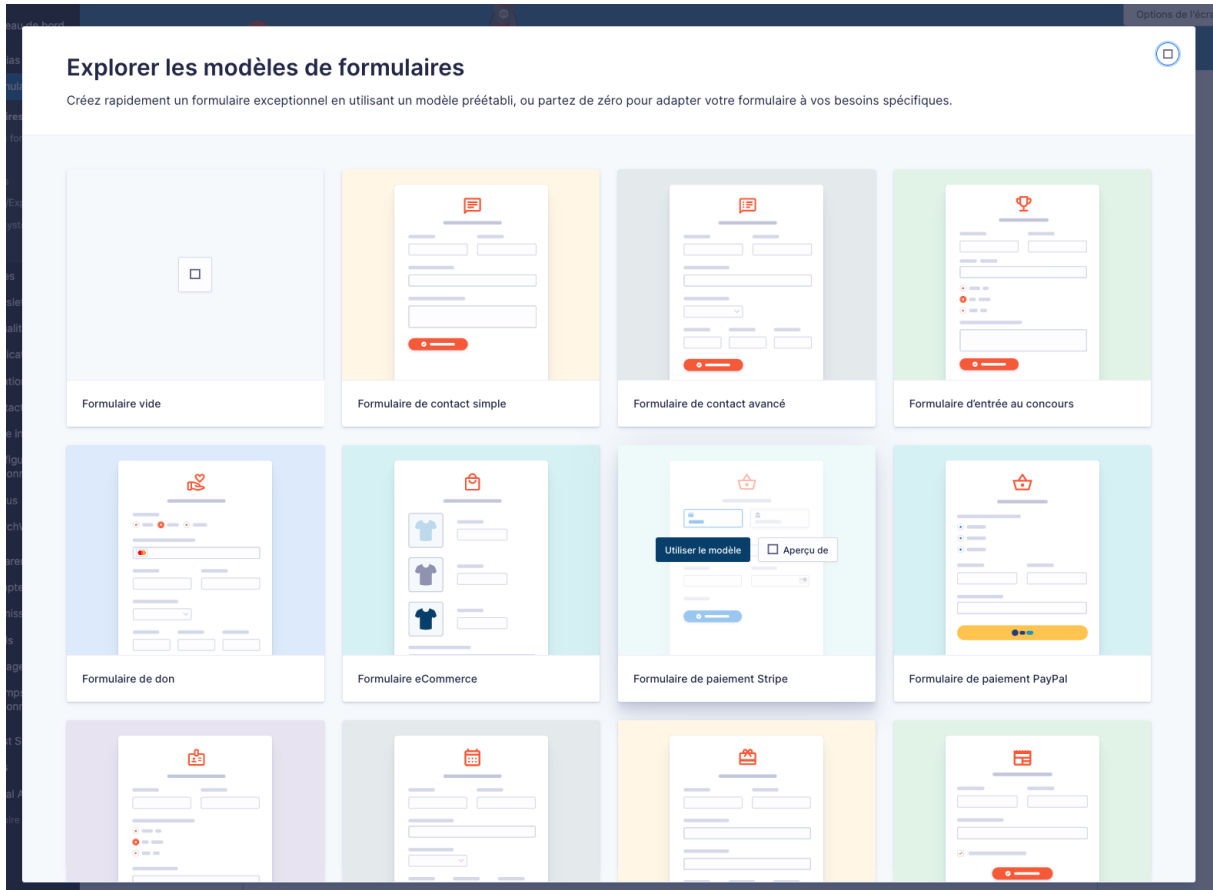 Options de l'écra
Explorer les modèles de formulaires
Créez rapidement un formulaire exceptionnel en utilisant un modèle préétabli, ou partez de zéro pour adapter votre formulaire à vos besoins spécifiques.
Formulaire vide
Formulaire de contact simple
Formulaire de contact avancé
Formulaire d'entrée au concours
Utiliser le modèle
Aperçu de
Formulaire de don
Formulaire eCommerce
Formulaire de paiement Stripe
Formulaire de paiement PayPal